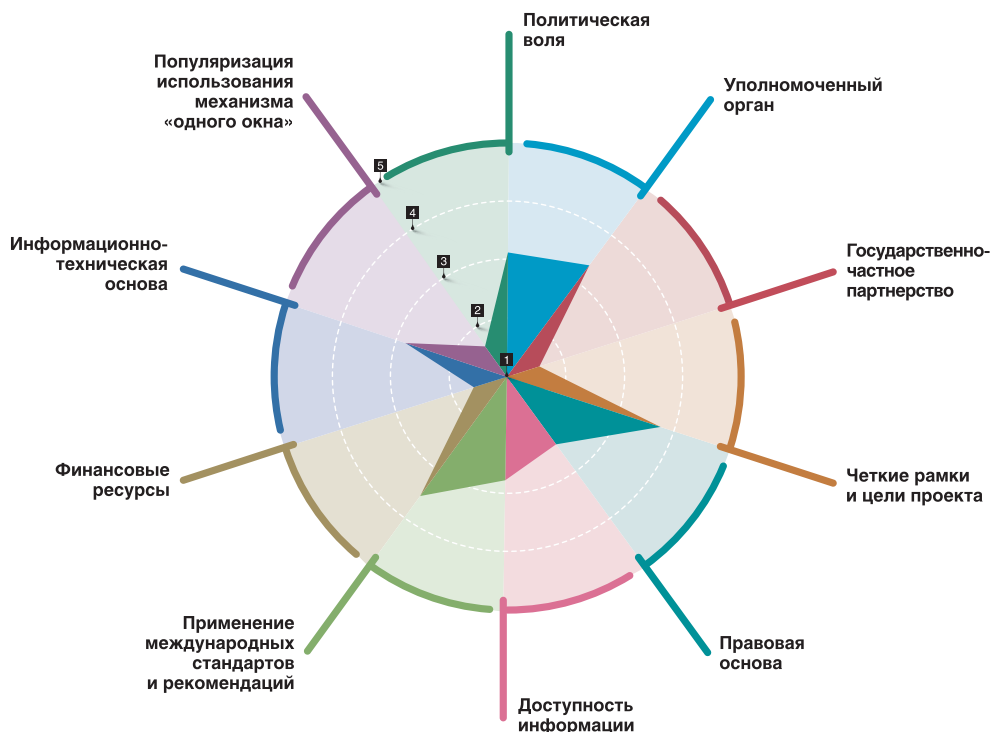 Политическая
воля
Уполномоченный
орган
Государственно-
частное
партнерство
Четкие рамки
и цели проекта
Правовая
основа
Доступность
информации
Применение
международных
стандартов
и рекомендаций
Финансовые
ресурсы
Информационно-
техническая
основа
Популяризация
использования
механизма
«одного окна»
5
4
3
2
1